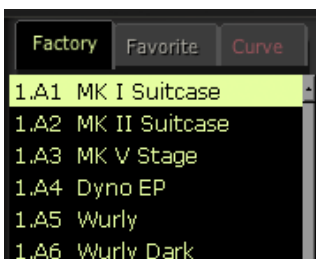 Factory Favorite Curve
1.A1 MK I Suitcase
1.A2 MK II Suitcase
1.A3 MK V Stage
1.A4 Dyno EP
1.A5 Wurly
1.A6 Wurly Dark